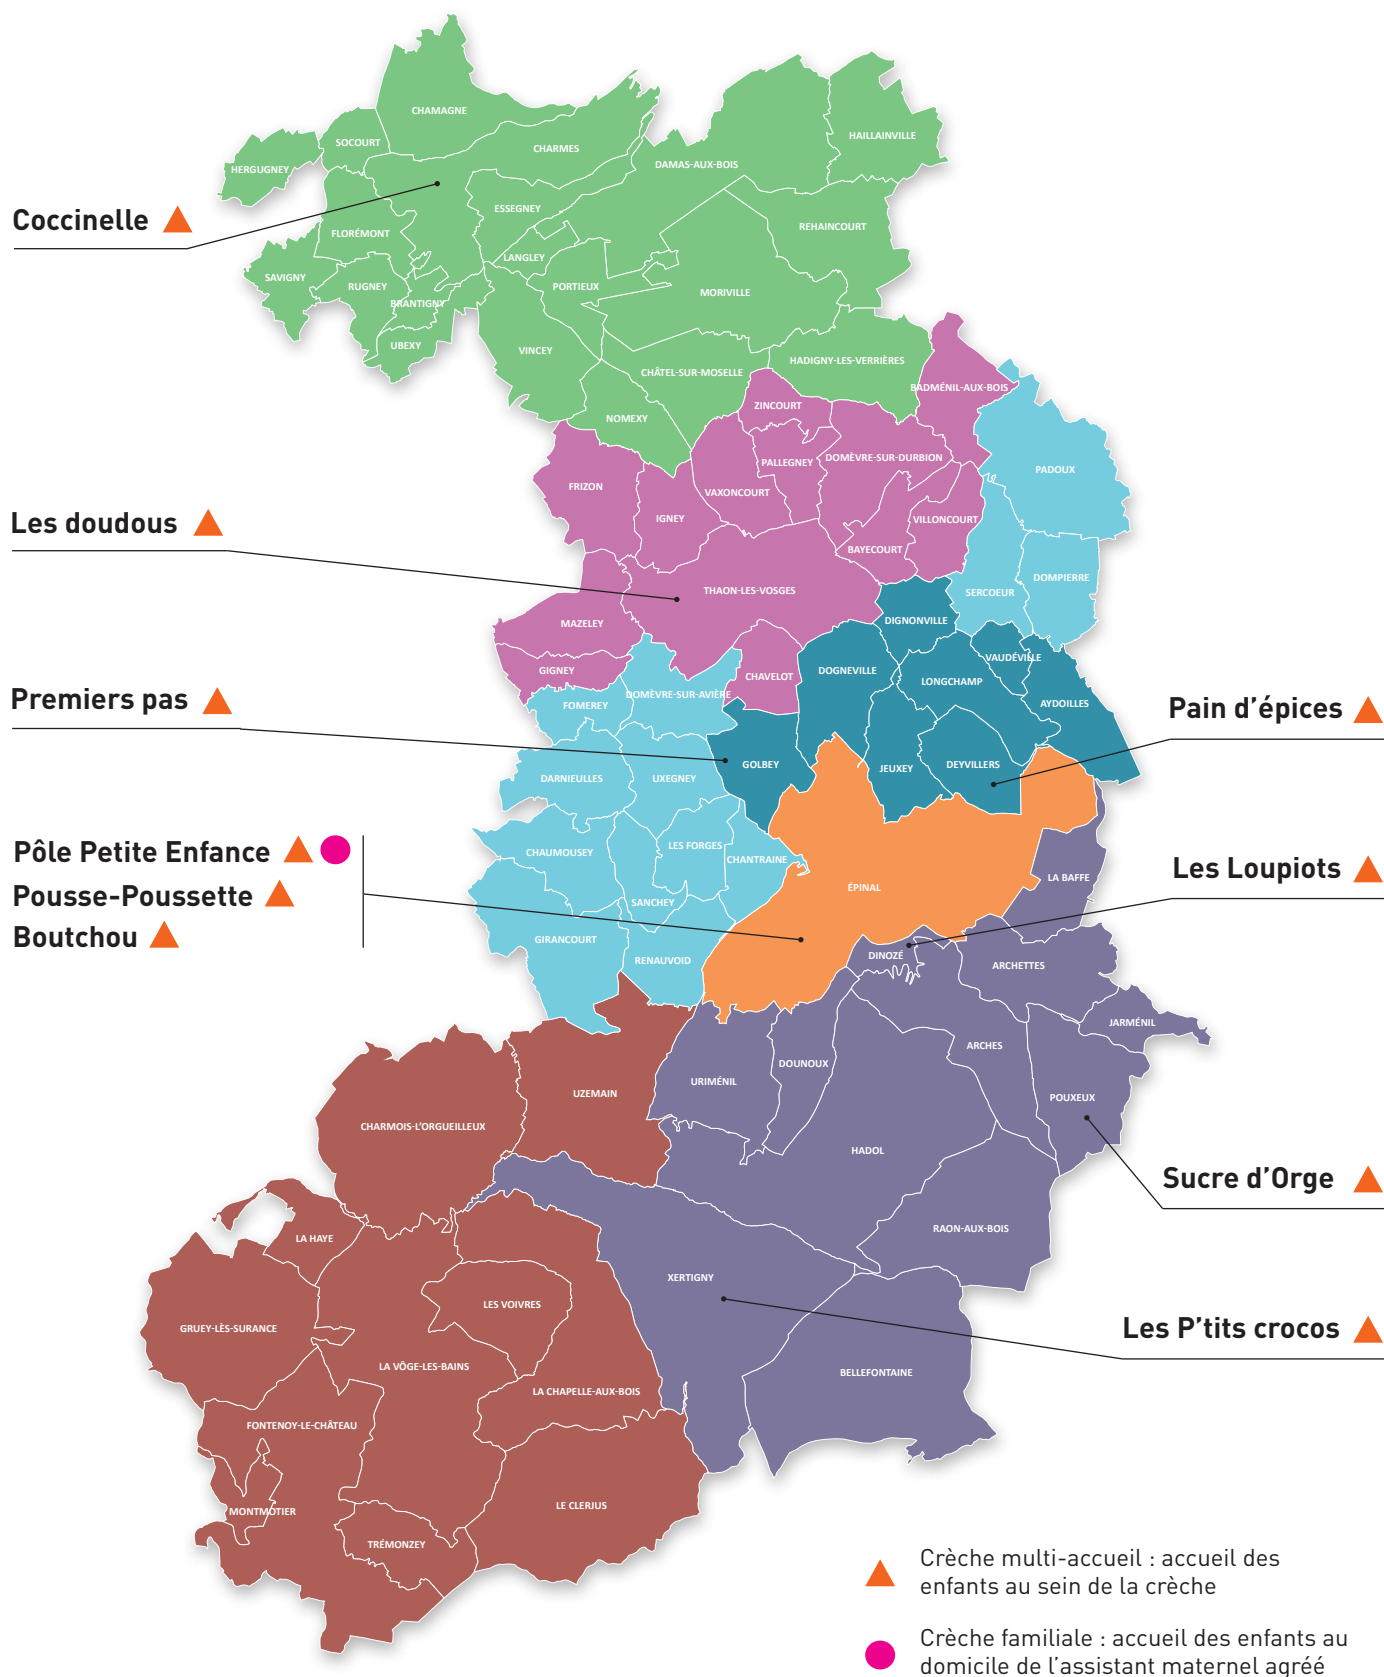 CHAMAGNE
SOCOURT
CHARMES
HAILLAINVILLE
HERGUGNEY
DAMAS-AUX-BOIS
Coccinelle
ESSEGNEY
REHAINCOURT
FLORÉMONT
LANGLEY
SAVIGNY
RUGNEY
PORTIEUX
MORIVILLE
BRANTIGNY
UBEXY
VINCEY
HADIGNY-LES-VERRIÈRES
CHÂTEL-SUR-MOSELLE
BADMÉNIL-AUX-BOIS
ZINCOURT
NOMEXY
PALLEGNEY
DOMÈVRE-SUR-DURBION
PADOUX
FRIZON
VAXONCOURT
Les doudous
IGNEY
VILLONCOURT
BAYECOURT
DOMPIERRE
THAON-LES-VOSGES
SERCOEUR
MAZELEY
DIGNONVILLE
VAUDÉVILLE
GIGNEY
DOGNEVILLE
CHAVELOT
LONGCHAMP
Premiers pas
DOMÈVRE-SUR-AVIÈRE
FOMEREY
AYDOILLES
Pain d’épices
GOLBEY
JEUXEY
DEYVILLERS
DARNIEULLES
UXEGNEY
Pôle Petite Enfance
Pousse-Poussette
Boutchou
CHAUMOUSEY
LES FORGES
CHANTRAINE
Les Loupiots
LA BAFFE
ÉPINAL
SANCHEY
GIRANCOURT
RENAUVOID
DINOZÉ
ARCHETTES
JARMÉNIL
ARCHES
DOUNOUX
URIMÉNIL
UZEMAIN
POUXEUX
CHARMOIS-L’ORGUEILLEUX
HADOL
Sucre d’Orge
RAON-AUX-BOIS
LA HAYE
XERTIGNY
LES VOIVRES
GRUEY-LÈS-SURANCE
Les P’tits crocos
LA VÔGE-LES-BAINS
BELLEFONTAINE
LA CHAPELLE-AUX-BOIS
FONTENOY-LE-CHÂTEAU
LE CLERJUS
MONTMOTIER
TRÉMONZEY
Crèche multi-accueil : accueil des
enfants au sein de la crèche
Crèche familiale : accueil des enfants au
domicile de l’assistant maternel agréé